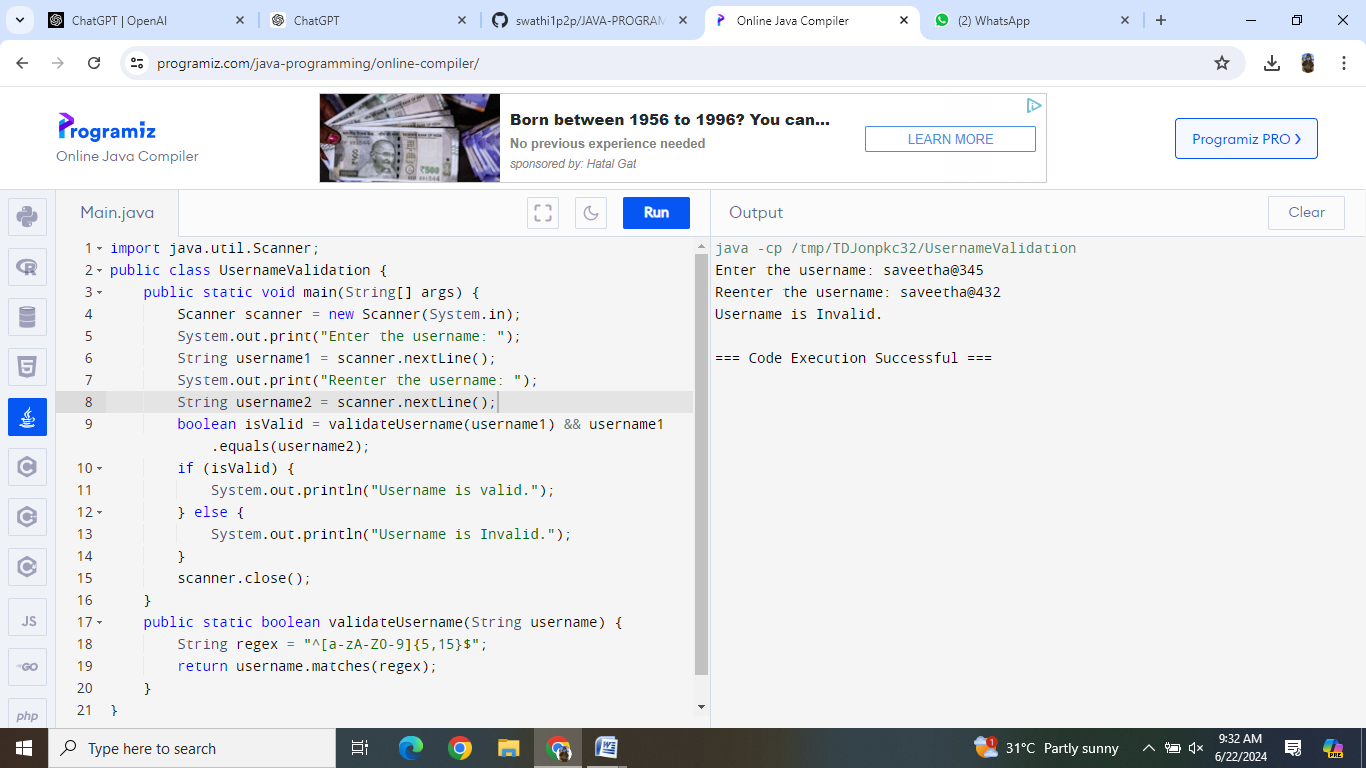 ChatGPT | OpenAI
ChatGPT
swathi1p2p/JAVA-PROGRAM
Online Java Compiler
(2) WhatsApp
programiz.com/java-programming/online-compiler/
Programiz
Online Java Compiler
Born between 1956 to 1996? You can...
No previous experience needed
sponsored by: Hatal Gat
LEARN MORE
Programiz PRO
Main.java
Run
Output
Clear
1 import java.util.Scanner;
2 public class UsernameValidation {
3 public static void main(String[] args) {
4 Scanner scanner = new Scanner(System.in);
5 System.out.print("Enter the username: ");
6 String username1 = scanner.nextLine();
7 System.out.print("Reenter the username: ");
8 String username2 = scanner.nextLine();
9 boolean isValid = validateUsername(username1) && username1
.equals(username2);
10 if (isValid) {
11 System.out.println("Username is valid.");
12 } else {
13 System.out.println("Username is Invalid.");
14 }
15 scanner.close();
16 }
17 public static boolean validateUsername(String username) {
18 String regex = "^[a-zA-Z0-9]{5,15}$";
19 return username.matches(regex);
20 }
21 }
java -cp /tmp/TDJonpkc32/UsernameValidation
Enter the username: saveetha@345
Reenter the username: saveetha@432
Username is Invalid.
=== Code Execution Successful ===
JS
GO
php
Type here to search
31°C Partly sunny
9:32 AM
6/22/2024
PRE